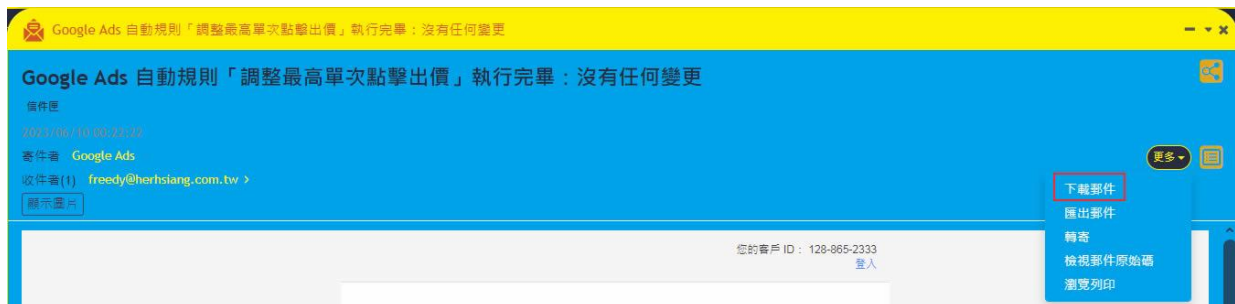 Google Ads 自動規則「調整最高單次點擊出價」執行完畢：沒有任何變更
Google Ads 自動規則「調整最高單次點擊出價」執行完畢：沒有任何變更
信件匣
2023/06/10 00:22:22
寄件者 Google Ads
收件者(1) freedy@herhsiang.com.tw >
顯示圖片
更多
下載郵件
匯出郵件
轉寄
檢視郵件原始碼
瀏覽列印
您的客戶 ID： 128-865-2333
登入